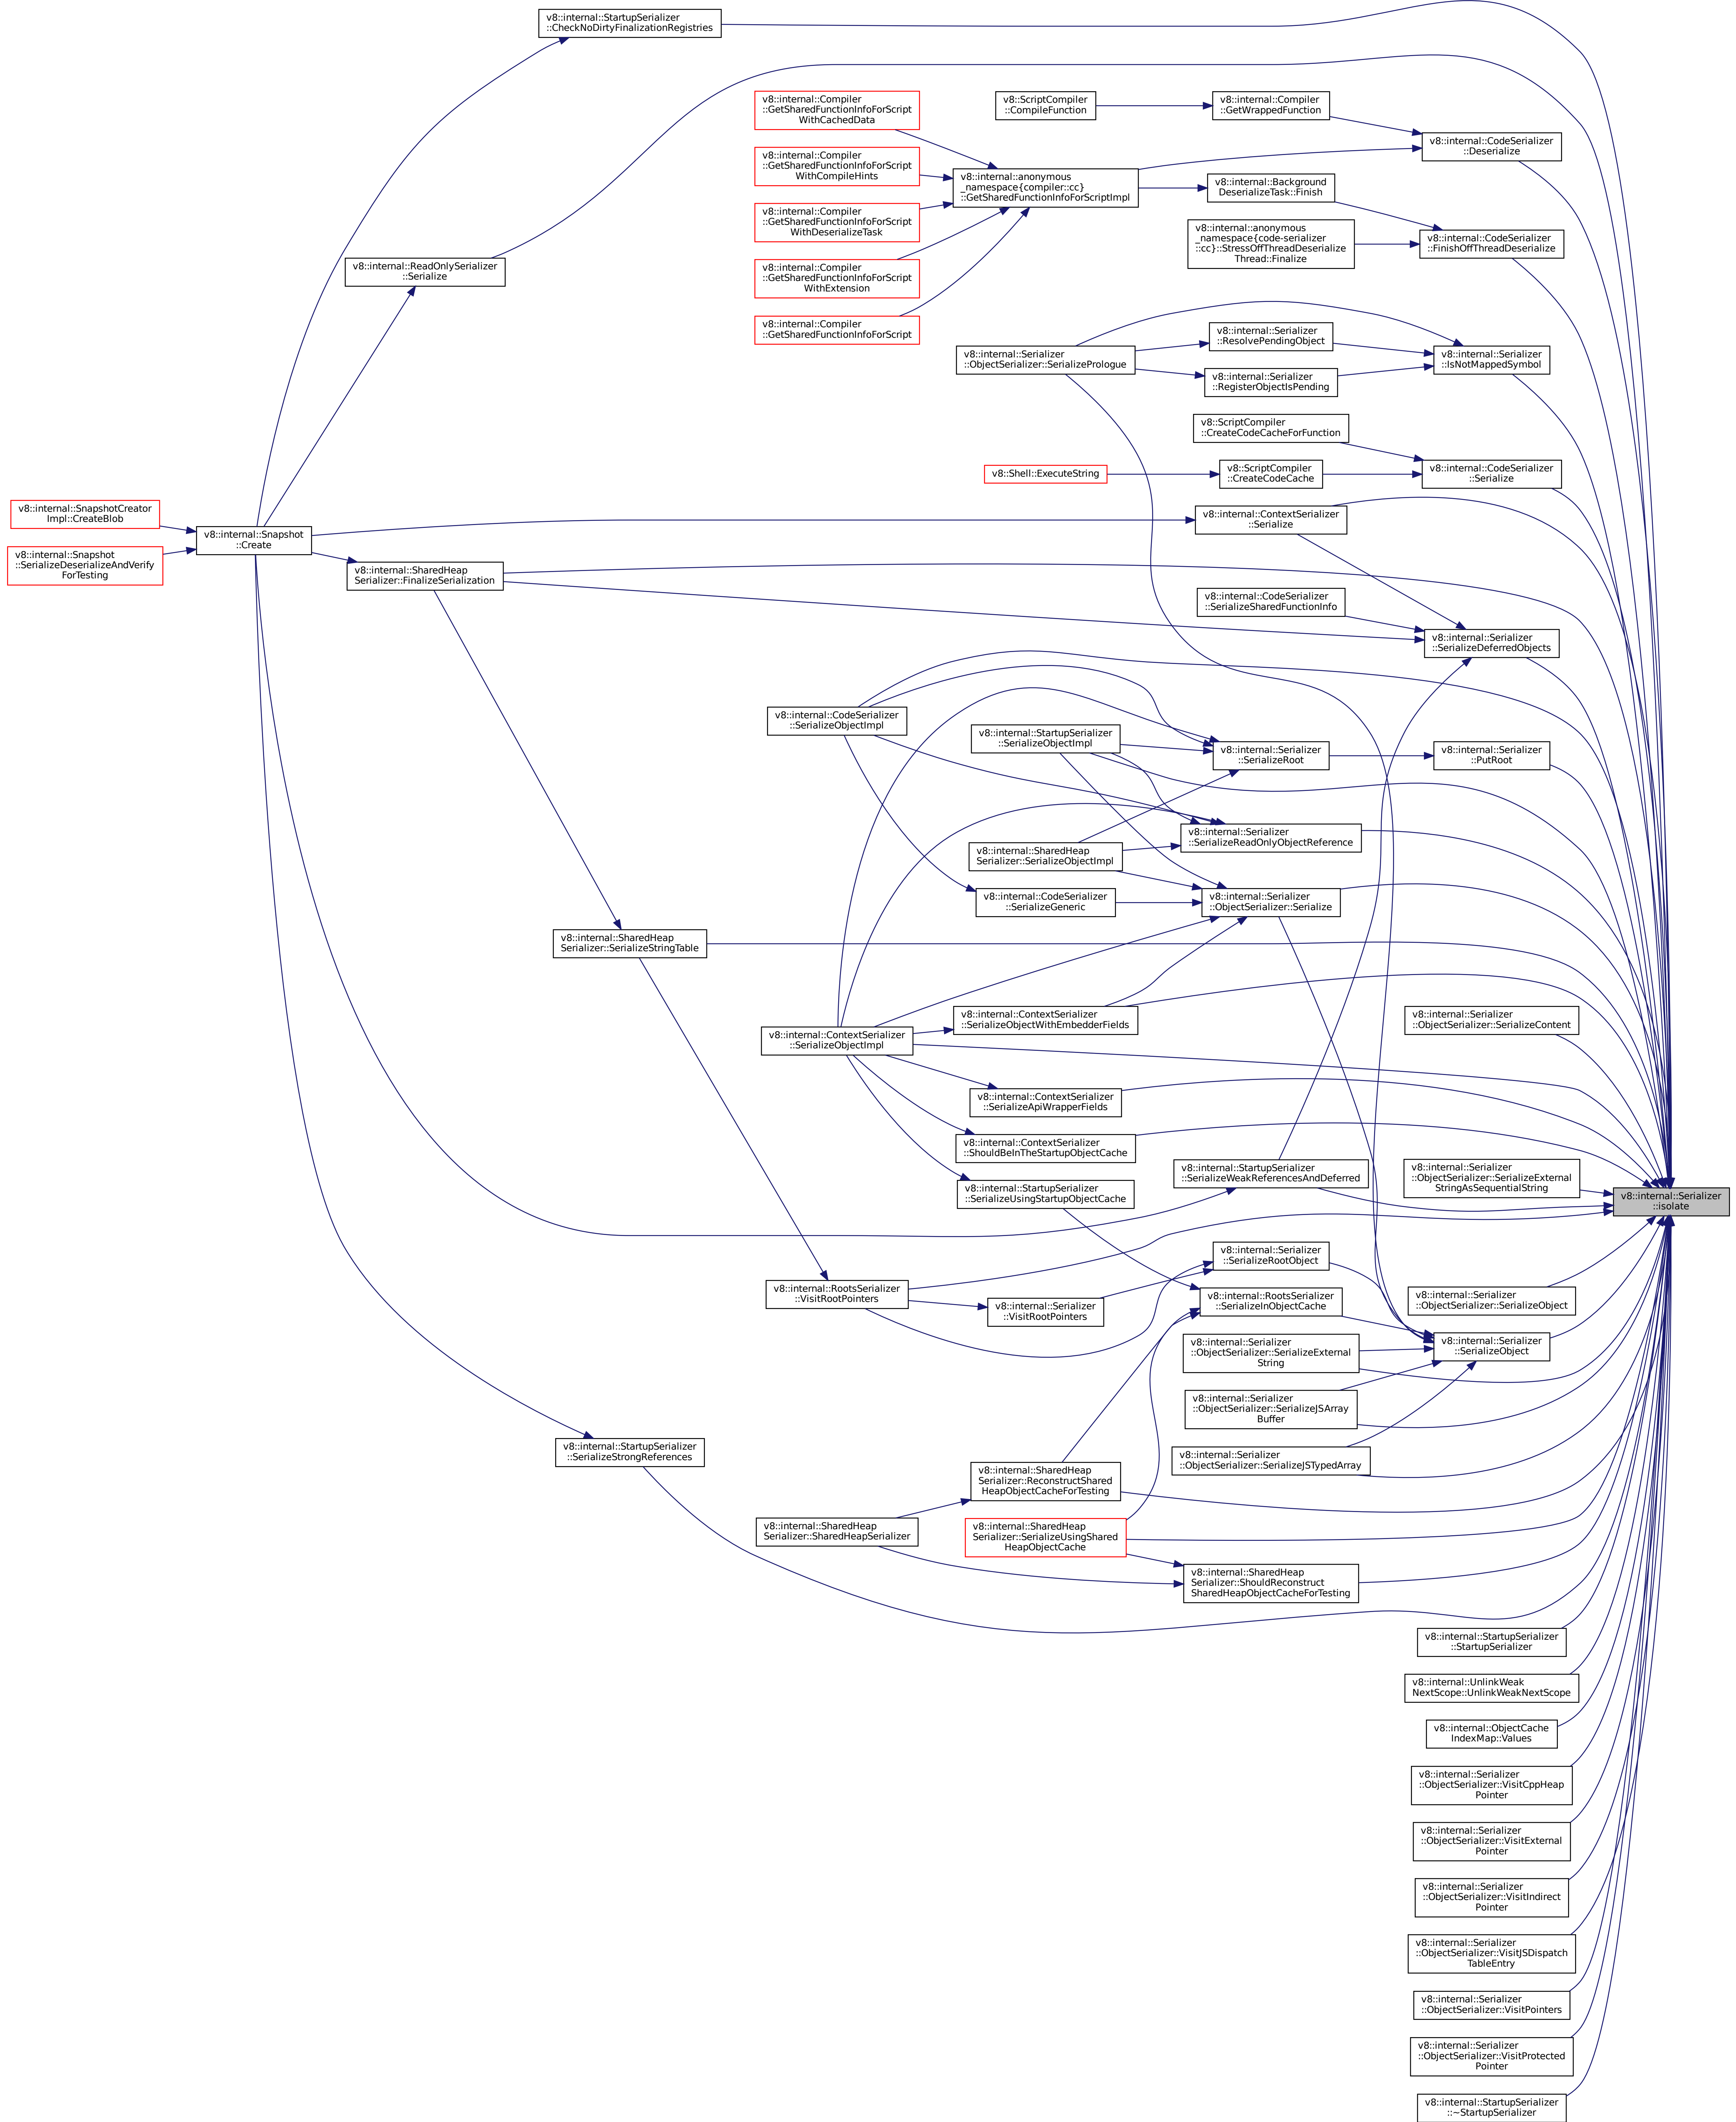 v8::internal::StartupSerializer
::CheckNoDirtyFinalizationRegistries
v8::internal::Compiler
::GetSharedFunctionInfoForScript
WithCachedData
v8::ScriptCompiler
::CompileFunction
v8::internal::Compiler
::GetWrappedFunction
v8::internal::CodeSerializer
::Deserialize
v8::internal::Compiler
::GetSharedFunctionInfoForScript
WithCompileHints
v8::internal::anonymous
_namespace{compiler::cc}
::GetSharedFunctionInfoForScriptImpl
v8::internal::Background
DeserializeTask::Finish
v8::internal::Compiler
::GetSharedFunctionInfoForScript
WithDeserializeTask
v8::internal::anonymous
_namespace{code-serializer
::cc}::StressOffThreadDeserialize
Thread::Finalize
v8::internal::CodeSerializer
::FinishOffThreadDeserialize
v8::internal::ReadOnlySerializer
::Serialize
v8::internal::Compiler
::GetSharedFunctionInfoForScript
WithExtension
v8::internal::Compiler
::GetSharedFunctionInfoForScript
v8::internal::Serializer
::ResolvePendingObject
v8::internal::Serializer
::ObjectSerializer::SerializePrologue
v8::internal::Serializer
::IsNotMappedSymbol
v8::internal::Serializer
::RegisterObjectIsPending
v8::ScriptCompiler
::CreateCodeCacheForFunction
v8::Shell::ExecuteString
v8::ScriptCompiler
::CreateCodeCache
v8::internal::CodeSerializer
::Serialize
v8::internal::SnapshotCreator
Impl::CreateBlob
v8::internal::ContextSerializer
::Serialize
v8::internal::Snapshot
::Create
v8::internal::Snapshot
::SerializeDeserializeAndVerify
ForTesting
v8::internal::SharedHeap
Serializer::FinalizeSerialization
v8::internal::CodeSerializer
::SerializeSharedFunctionInfo
v8::internal::Serializer
::SerializeDeferredObjects
v8::internal::CodeSerializer
::SerializeObjectImpl
v8::internal::StartupSerializer
::SerializeObjectImpl
v8::internal::Serializer
::SerializeRoot
v8::internal::Serializer
::PutRoot
v8::internal::Serializer
::SerializeReadOnlyObjectReference
v8::internal::SharedHeap
Serializer::SerializeObjectImpl
v8::internal::CodeSerializer
::SerializeGeneric
v8::internal::Serializer
::ObjectSerializer::Serialize
v8::internal::SharedHeap
Serializer::SerializeStringTable
v8::internal::ContextSerializer
::SerializeObjectWithEmbedderFields
v8::internal::Serializer
::ObjectSerializer::SerializeContent
v8::internal::ContextSerializer
::SerializeObjectImpl
v8::internal::ContextSerializer
::SerializeApiWrapperFields
v8::internal::ContextSerializer
::ShouldBeInTheStartupObjectCache
v8::internal::StartupSerializer
::SerializeWeakReferencesAndDeferred
v8::internal::Serializer
::ObjectSerializer::SerializeExternal
StringAsSequentialString
v8::internal::StartupSerializer
::SerializeUsingStartupObjectCache
v8::internal::Serializer
::isolate
v8::internal::Serializer
::SerializeRootObject
v8::internal::RootsSerializer
::VisitRootPointers
v8::internal::Serializer
::VisitRootPointers
v8::internal::RootsSerializer
::SerializeInObjectCache
v8::internal::Serializer
::ObjectSerializer::SerializeObject
v8::internal::Serializer
::ObjectSerializer::SerializeExternal
String
v8::internal::Serializer
::SerializeObject
v8::internal::Serializer
::ObjectSerializer::SerializeJSArray
Buffer
v8::internal::StartupSerializer
::SerializeStrongReferences
v8::internal::Serializer
::ObjectSerializer::SerializeJSTypedArray
v8::internal::SharedHeap
Serializer::ReconstructShared
HeapObjectCacheForTesting
v8::internal::SharedHeap
Serializer::SharedHeapSerializer
v8::internal::SharedHeap
Serializer::SerializeUsingShared
HeapObjectCache
v8::internal::SharedHeap
Serializer::ShouldReconstruct
SharedHeapObjectCacheForTesting
v8::internal::StartupSerializer
::StartupSerializer
v8::internal::UnlinkWeak
NextScope::UnlinkWeakNextScope
v8::internal::ObjectCache
IndexMap::Values
v8::internal::Serializer
::ObjectSerializer::VisitCppHeap
Pointer
v8::internal::Serializer
::ObjectSerializer::VisitExternal
Pointer
v8::internal::Serializer
::ObjectSerializer::VisitIndirect
Pointer
v8::internal::Serializer
::ObjectSerializer::VisitJSDispatch
TableEntry
v8::internal::Serializer
::ObjectSerializer::VisitPointers
v8::internal::Serializer
::ObjectSerializer::VisitProtected
Pointer
v8::internal::StartupSerializer
::~StartupSerializer